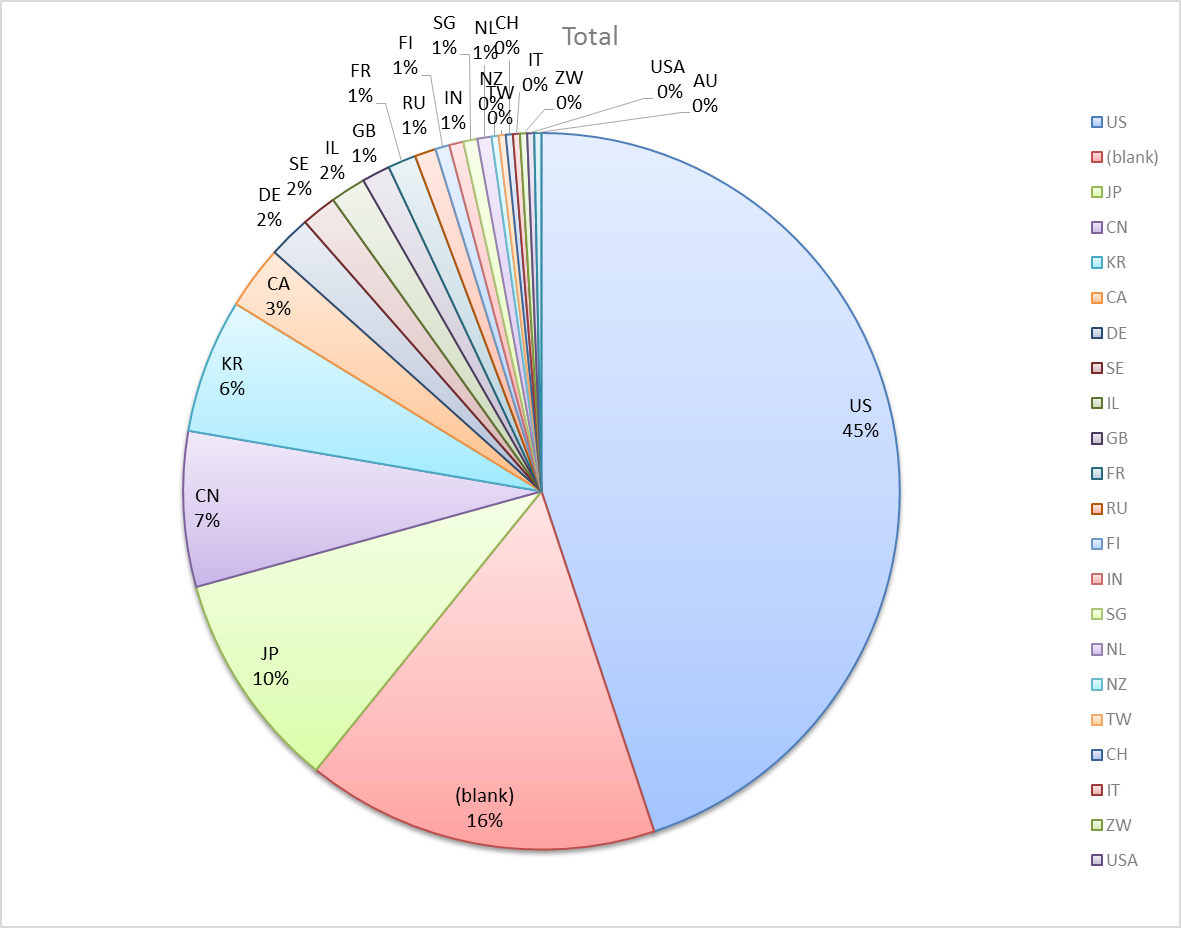 Total
US
45%
(blank)
16%
JP
10%
CN
7%
KR
6%
CA
3%
DE
2%
SE
2%
IL
2%
GB
1%
FR
1%
RU
1%
FI
1%
IN
1%
SG
1%
NL
1%
NZ
0%
TW
0%
CH
0%
IT
0%
ZW
0%
USA
0%
AU
0%
US
(blank)
JP
CN
KR
CA
DE
SE
IL
GB
FR
RU
FI
IN
SG
NL
NZ
TW
CH
IT
ZW
USA